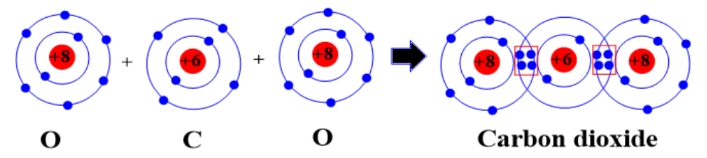 +8 + +6 + +8 +8 +6 +8
O C O Carbon dioxide